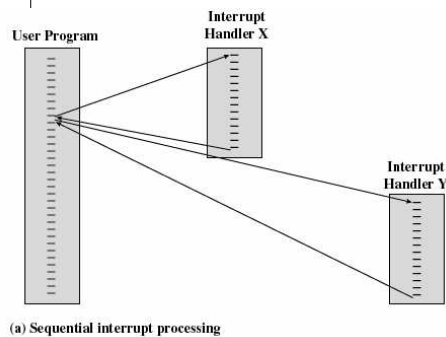 User Program
Interrupt
Handler X
Interrupt
Handler Y
(a) Sequential interrupt processing